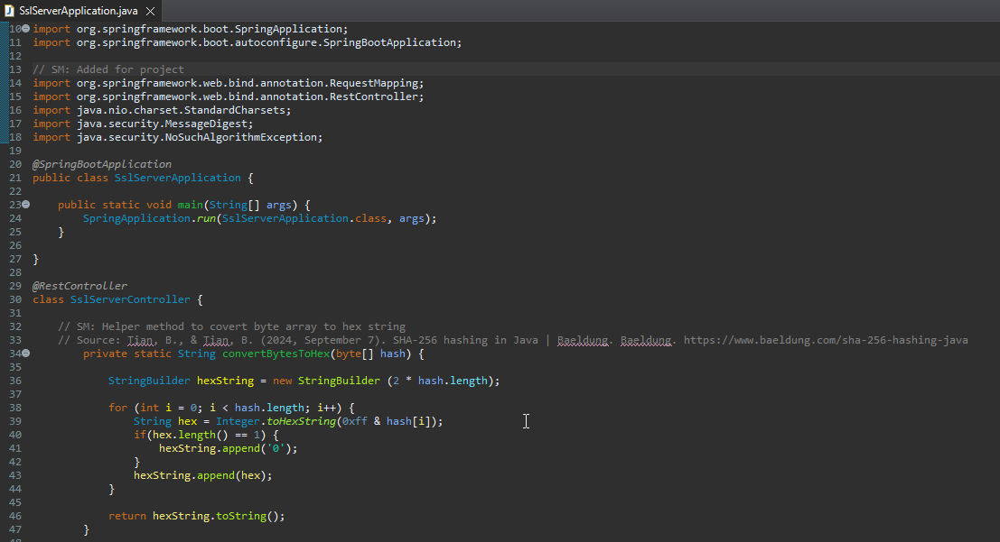 SslServerApplication.java
10 import org.springframework.boot.SpringApplication;
11 import org.springframework.boot.autoconfigure.SpringBootApplication;
12
13 // SM: Added for project
14 import org.springframework.web.bind.annotation.RequestMapping;
15 import org.springframework.web.bind.annotation.RestController;
16 import java.nio.charset.StandardCharsets;
17 import java.security.MessageDigest;
18 import java.security.NoSuchAlgorithmException;
19
20 @SpringBootApplication
21 public class SslServerApplication {
22
23     public static void main(String[] args) {
24         SpringApplication.run(SslServerApplication.class, args);
25     }
26
27 }
28
29 @RestController
30 class SslServerController {
31
32     // SM: Helper method to covert byte array to hex string
33     // Source: Tian, B., & Tian, B. (2024, September 7). SHA-256 hashing in Java | Baeldung. Baeldung. https://www.baeldung.com/sha-256-hashing-java
34         private static String convertBytesToHex(byte[] hash) {
35
36             StringBuilder hexString = new StringBuilder (2 * hash.length);
37
38             for (int i = 0; i < hash.length; i++) {
39                 String hex = Integer.toHexString(0xff & hash[i]);
40                 if(hex.length() == 1) {
41                     hexString.append('0');
42                 }
43                 hexString.append(hex);
44             }
45
46             return hexString.toString();
47         }